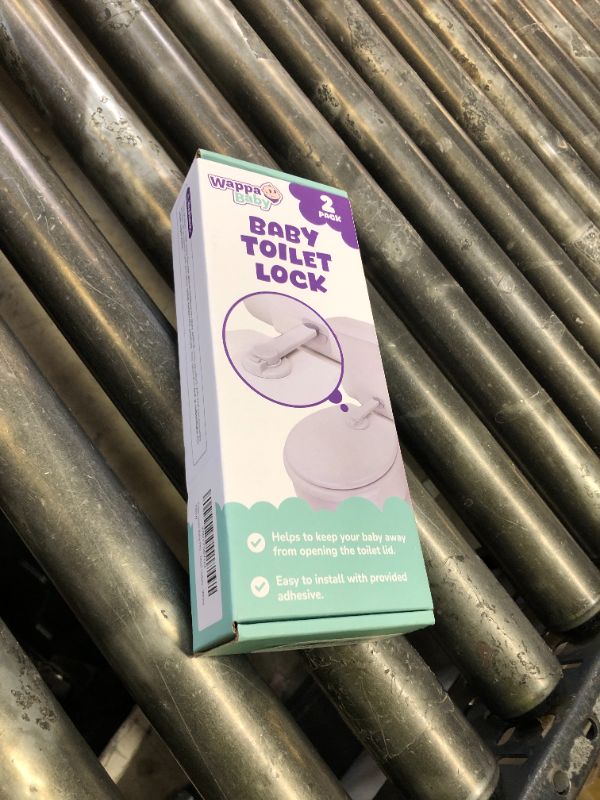 Wappa
Baby
2
PACK
BABY
TOILET
LOCK
Helps to keep your baby away
from opening the toilet lid.
Easy to install with provided
adhesive.